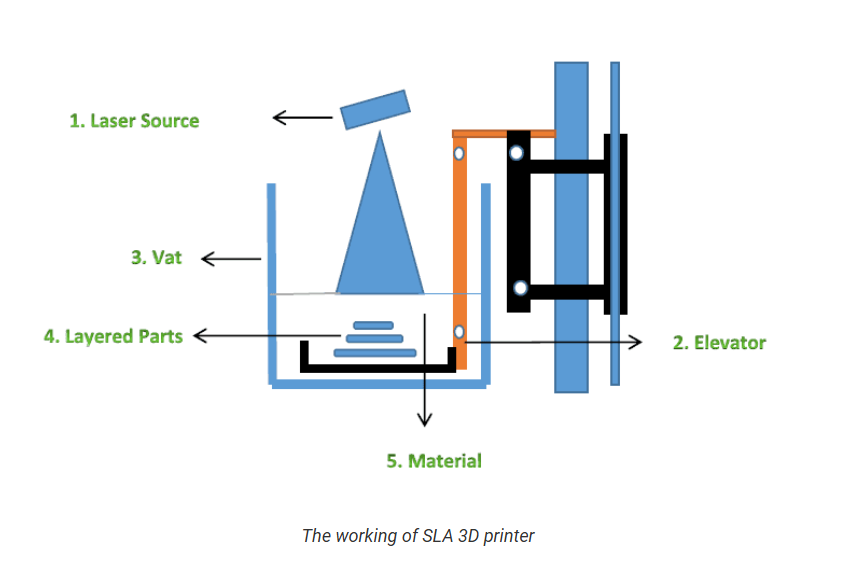 1. Laser Source
3. Vat
4. Layered Parts
2. Elevator
5. Material
The working of SLA 3D printer